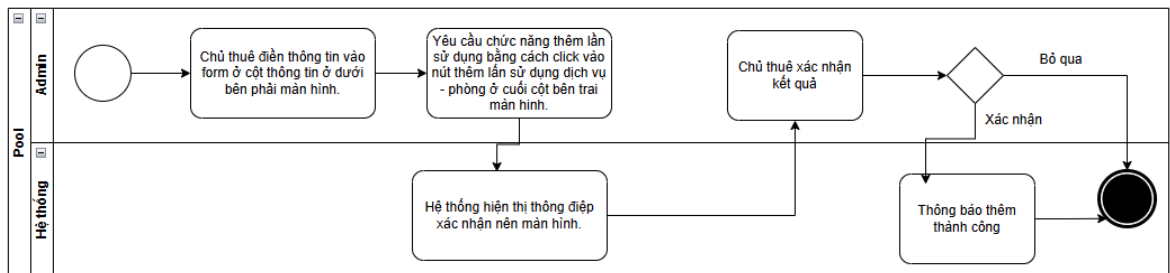 Pool
Admin
Chủ thuê điền thông tin vào
form ở cột thông tin ở dưới
bên phải màn hình.
Yêu cầu chức năng thêm lần
sử dụng bằng cách click vào
nút thêm lần sử dụng dịch vụ
- phòng ở cuối cột bên trai
màn hinh.
Chủ thuê xác nhận
kết quả
Bỏ qua
Xác nhận
Hệ thống
Hệ thống hiện thị thông điệp
xác nhận nên màn hình.
Thông báo thêm
thành công